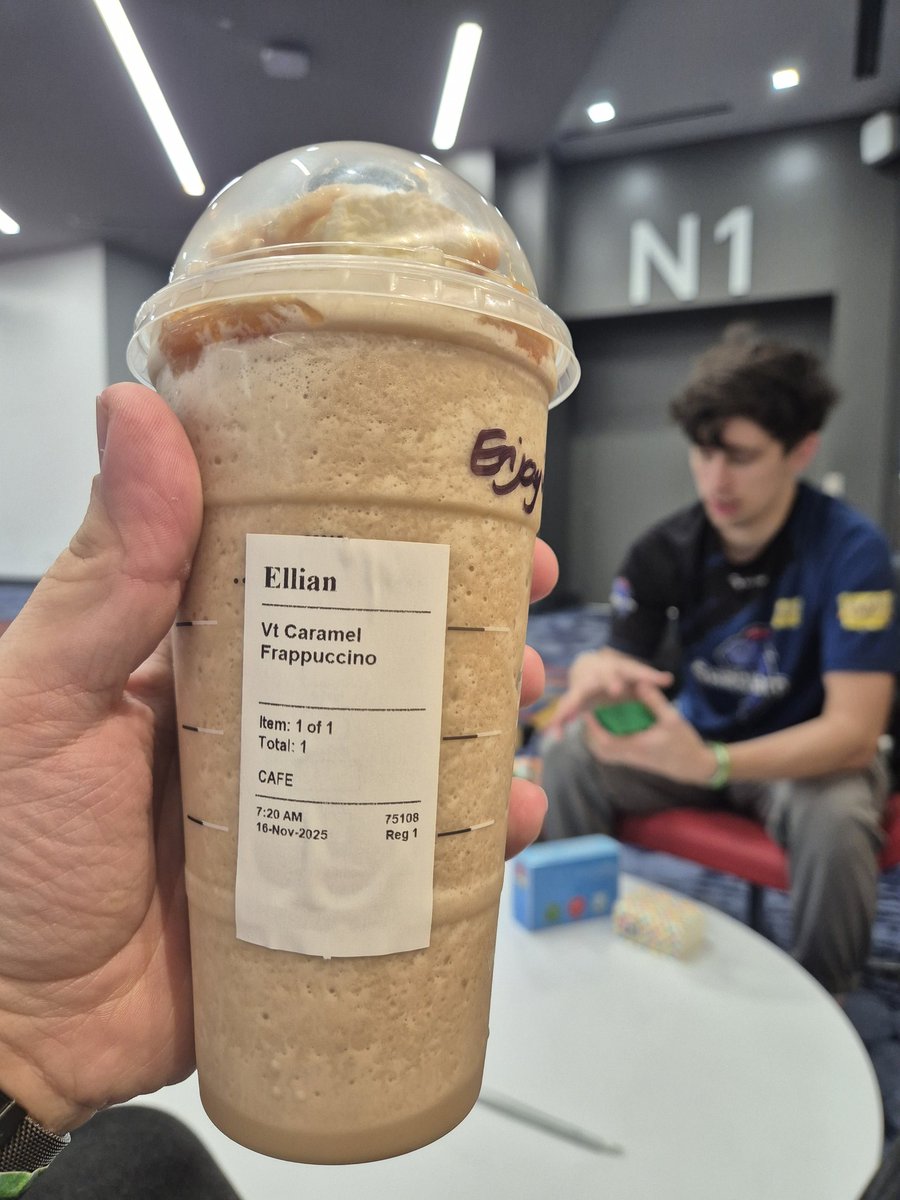 N1
Enjoy
Ellian
Vt Caramel
Frappuccino
Item: 1 of 1
Total: 1
CAFE
7:20 AM 75108
16-Nov-2025 Reg 1